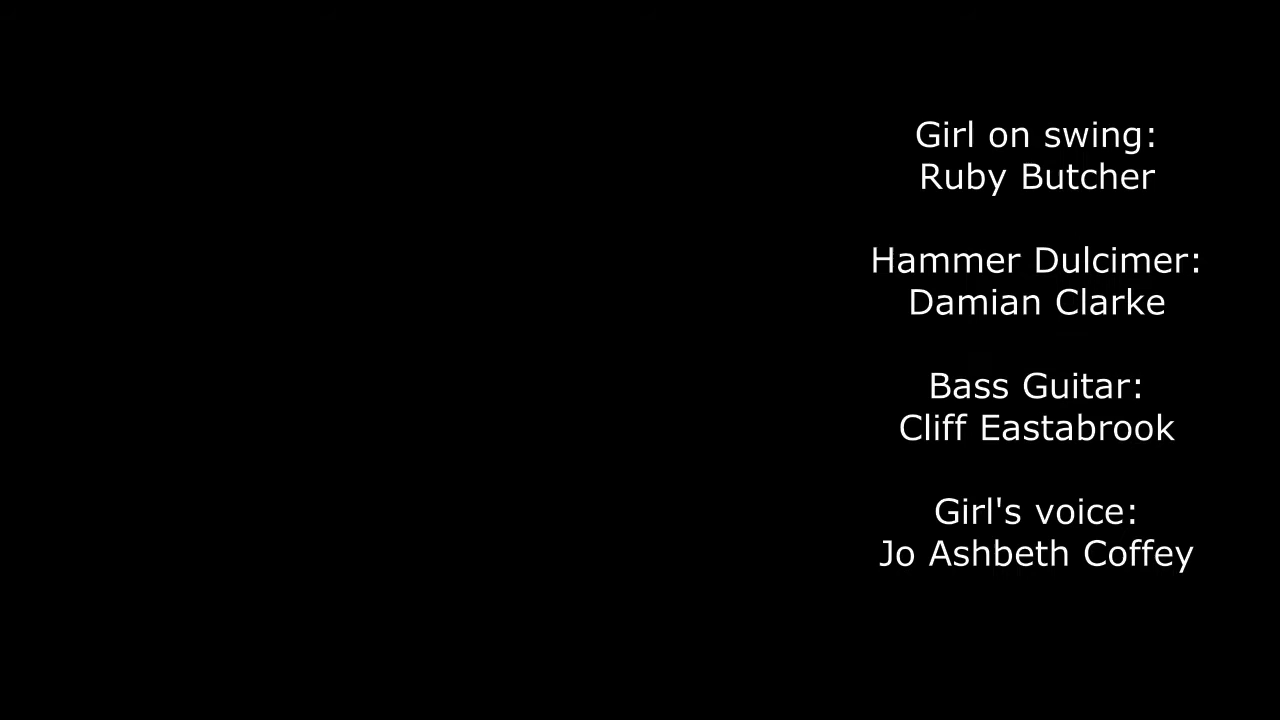 Girl on swing:
Ruby Butcher
Hammer Dulcimer:
Damian Clarke
Bass Guitar:
Cliff Eastabrook
Girl's voice:
Jo Ashbeth Coffey